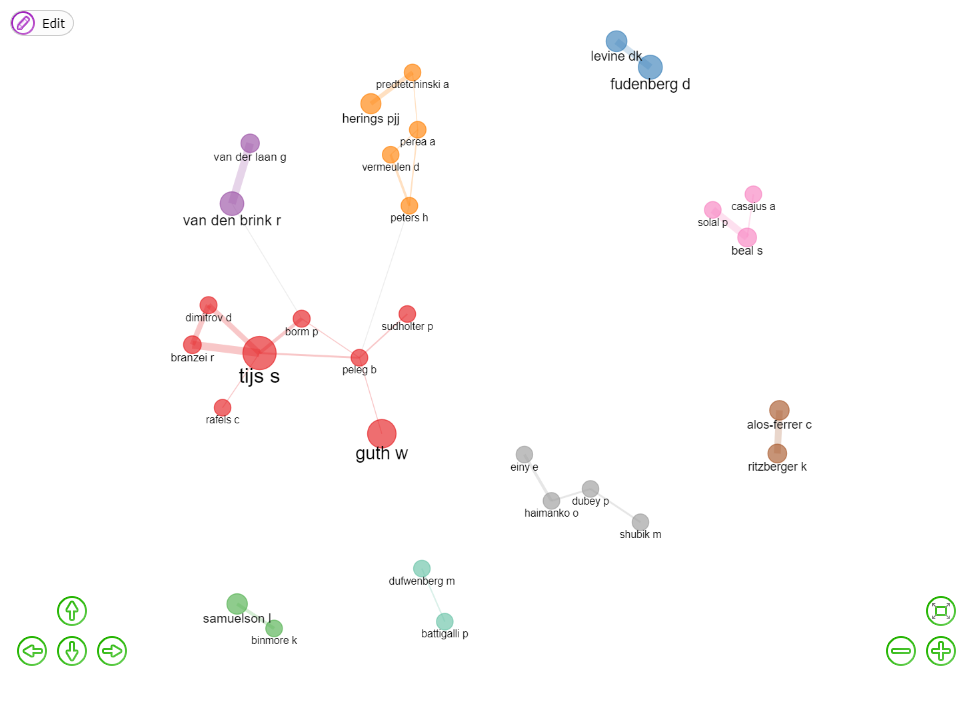 Edit
levine dk
fudenberg d
predtetchinski a
herings pjj
perea a
van der laan g
vermeulen d
van den brink r
peters h
casajus a
solal p
beal s
dimitrov d
borm p
sudholter p
branzei r
tijs s
peleg b
rafels c
alos-ferrer c
guth w
einy e
ritzberger k
dubey p
haimanko o
shubik m
dufwenberg m
samuelson l
battigalli p
binmore k